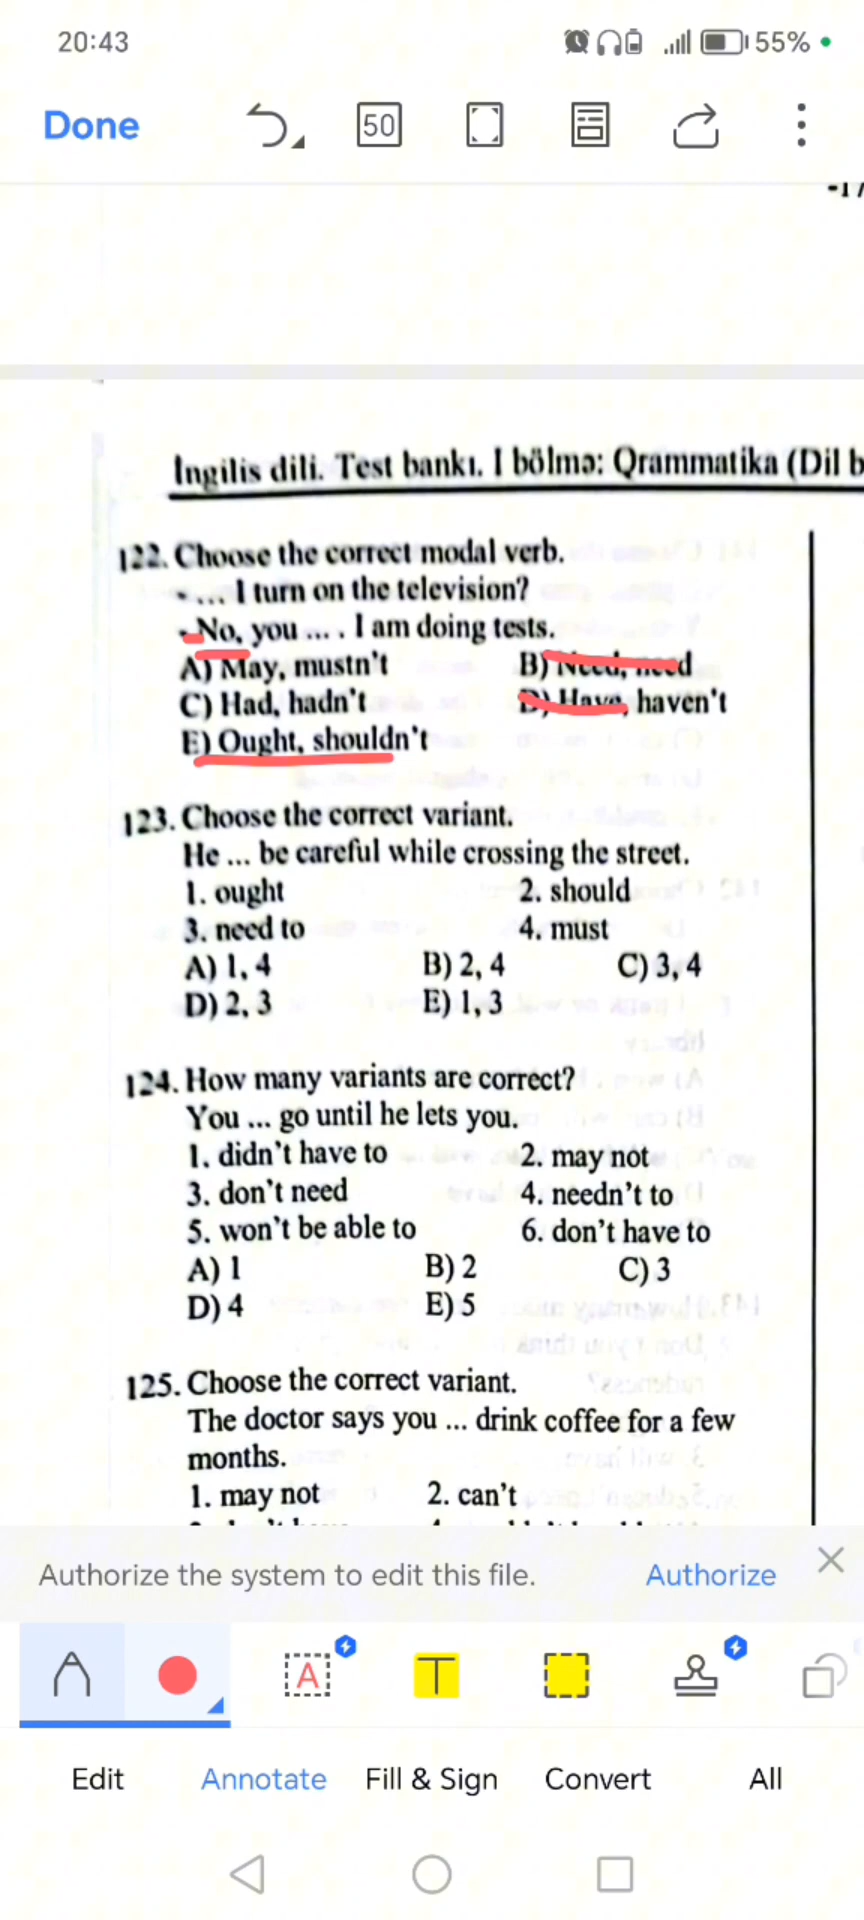 20:43
55%
Done
50
-17
İngilis dili. Test bankı. I bölmə: Qrammatika (Dil b
122. Choose the correct modal verb.
- ... I turn on the television?
- No, you ... . I am doing tests.
A) May, mustn't B) Need, need
C) Had, hadn't D) Have, haven't
E) Ought, shouldn't
123. Choose the correct variant.
He ... be careful while crossing the street.
1. ought 2. should
3. need to 4. must
A) 1, 4 B) 2, 4 C) 3, 4
D) 2, 3 E) 1, 3
124. How many variants are correct?
You ... go until he lets you.
1. didn't have to 2. may not
3. don't need 4. needn't to
5. won't be able to 6. don't have to
A) 1 B) 2 C) 3
D) 4 E) 5
125. Choose the correct variant.
The doctor says you ... drink coffee for a few
months.
1. may not 2. can't
Authorize the system to edit this file. Authorize
A T
Edit Annotate Fill & Sign Convert All